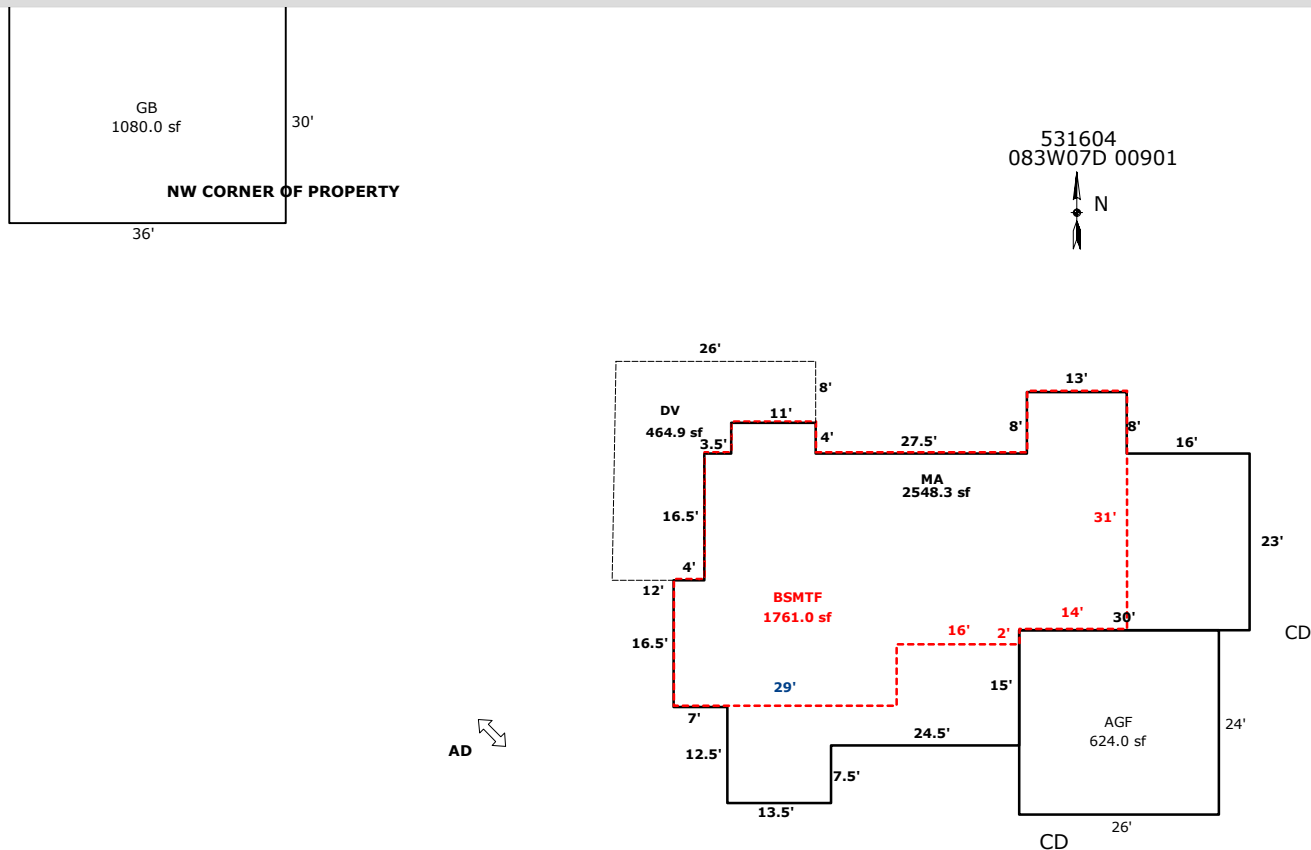 GB
1080.0 sf
30'
NW CORNER OF PROPERTY
36'
531604
083W07D 00901
N
26'
8'
DV
464.9 sf
11'
3.5'
4'
27.5'
13'
8'
8'
16'
MA
2548.3 sf
16.5'
31'
23'
4'
12'
BSMTF
1761.0 sf
16.5'
14'
30'
16'
2'
CD
29'
15'
7'
AGF
624.0 sf
24'
AD
12.5'
24.5'
7.5'
13.5'
26'
CD